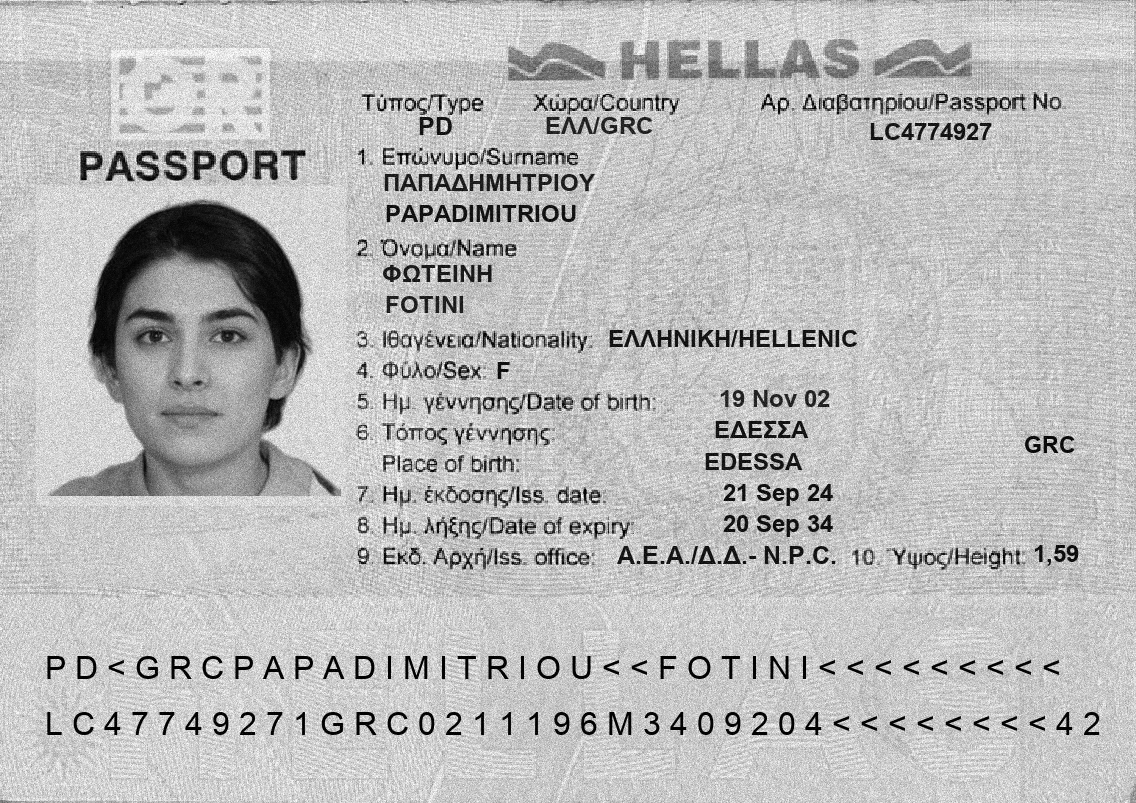 GR
HELLAS
PASSPORT
Τύπος/Type Χώρα/Country Αρ. Διαβατηρίου/Passport No.
PD ΕΛΛ/GRC LC4774927
1. Επώνυμο/Surname
ΠΑΠΑΔΗΜΗΤΡΙΟΥ
PAPADIMITRIOU
2. Όνομα/Name
ΦΩΤΕΙΝΗ
FOTINI
3. Ιθαγένεια/Nationality: ΕΛΛΗΝΙΚΗ/HELLENIC
4. Φύλο/Sex: F
5. Ημ. γέννησης/Date of birth: 19 Nov 02
6. Τόπος γέννησης: ΕΔΕΣΣΑ
Place of birth: EDESSA GRC
7. Ημ. έκδοσης/Iss. date: 21 Sep 24
8. Ημ. λήξης/Date of expiry: 20 Sep 34
9 Εκδ. Αρχή/Iss. office: Α.Ε.Α./Δ.Δ.- N.P.C. 10. Ύψος/Height: 1,59
PD<GRCPAPADIMITRIOU<<FOTINI<<<<<<<<<
LC47749271GRC0211196M3409204<<<<<<<<42
HELLAS